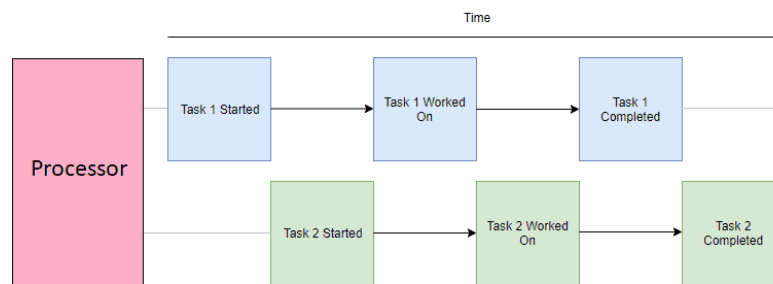 Time
Task 1 Started
Task 1 Worked
On
Task 1
Completed
Processor
Task 2 Started
Task 2 Worked
On
Task 2
Completed